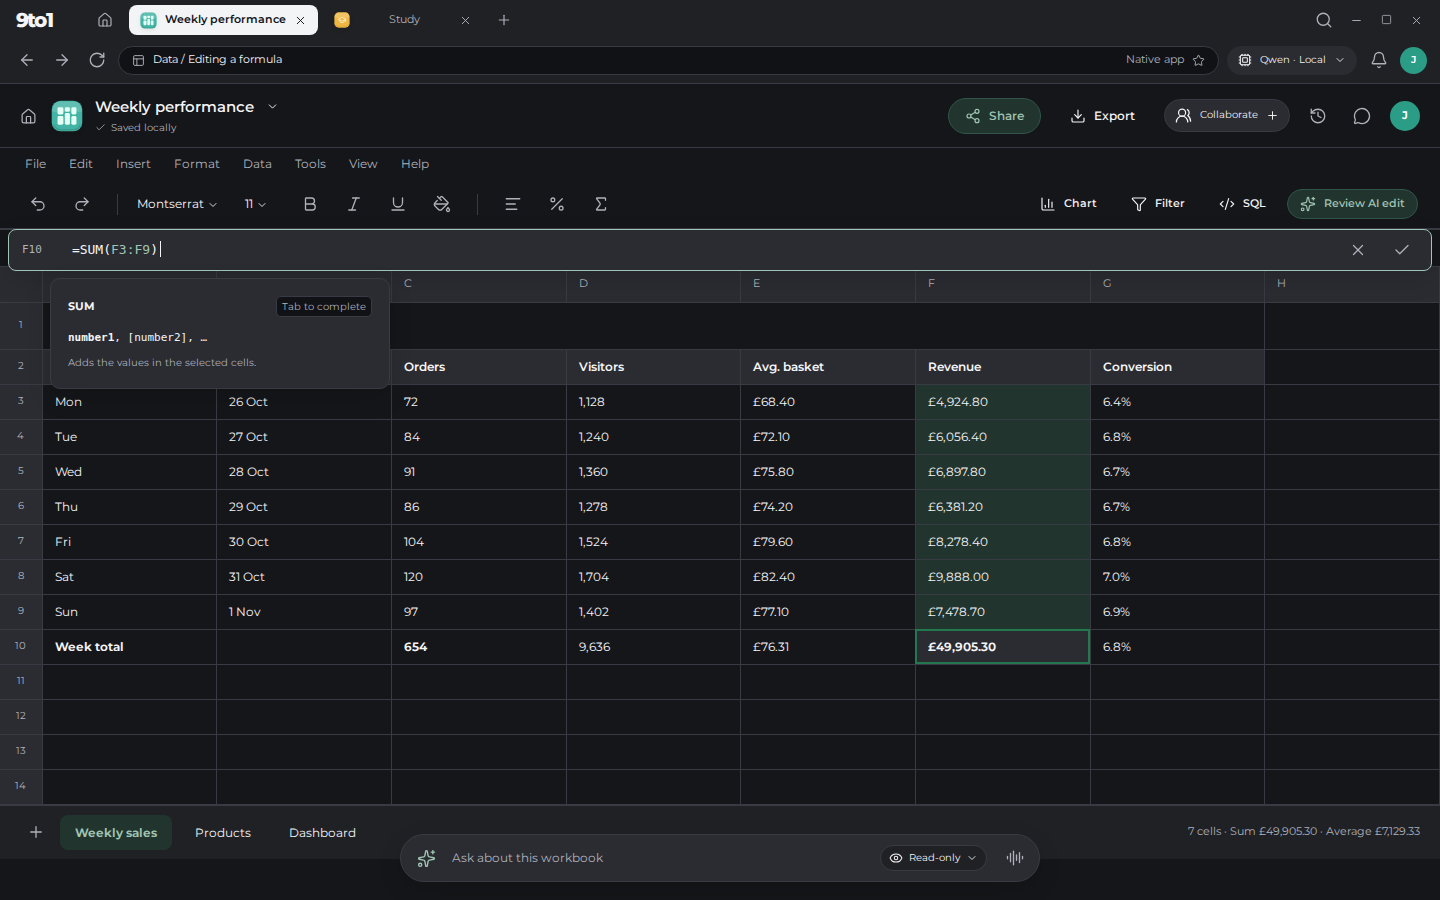 9to1
Weekly performance
Study
Data / Editing a formula
Native app
Qwen · Local
J
Weekly performance
Saved locally
Share
Export
Collaborate
J
File Edit Insert Format Data Tools View Help
Montserrat
11
B I U
% Σ
Chart
Filter
SQL
Review AI edit
F10
=SUM(F3:F9)
C D E F G H
SUM
Tab to complete
number1, [number2], …
Adds the values in the selected cells.
1
2 Orders Visitors Avg. basket Revenue Conversion
3 Mon 26 Oct 72 1,128 £68.40 £4,924.80 6.4%
4 Tue 27 Oct 84 1,240 £72.10 £6,056.40 6.8%
5 Wed 28 Oct 91 1,360 £75.80 £6,897.80 6.7%
6 Thu 29 Oct 86 1,278 £74.20 £6,381.20 6.7%
7 Fri 30 Oct 104 1,524 £79.60 £8,278.40 6.8%
8 Sat 31 Oct 120 1,704 £82.40 £9,888.00 7.0%
9 Sun 1 Nov 97 1,402 £77.10 £7,478.70 6.9%
10 Week total 654 9,636 £76.31 £49,905.30 6.8%
11
12
13
14
Weekly sales
Products
Dashboard
7 cells · Sum £49,905.30 · Average £7,129.33
Ask about this workbook
Read-only